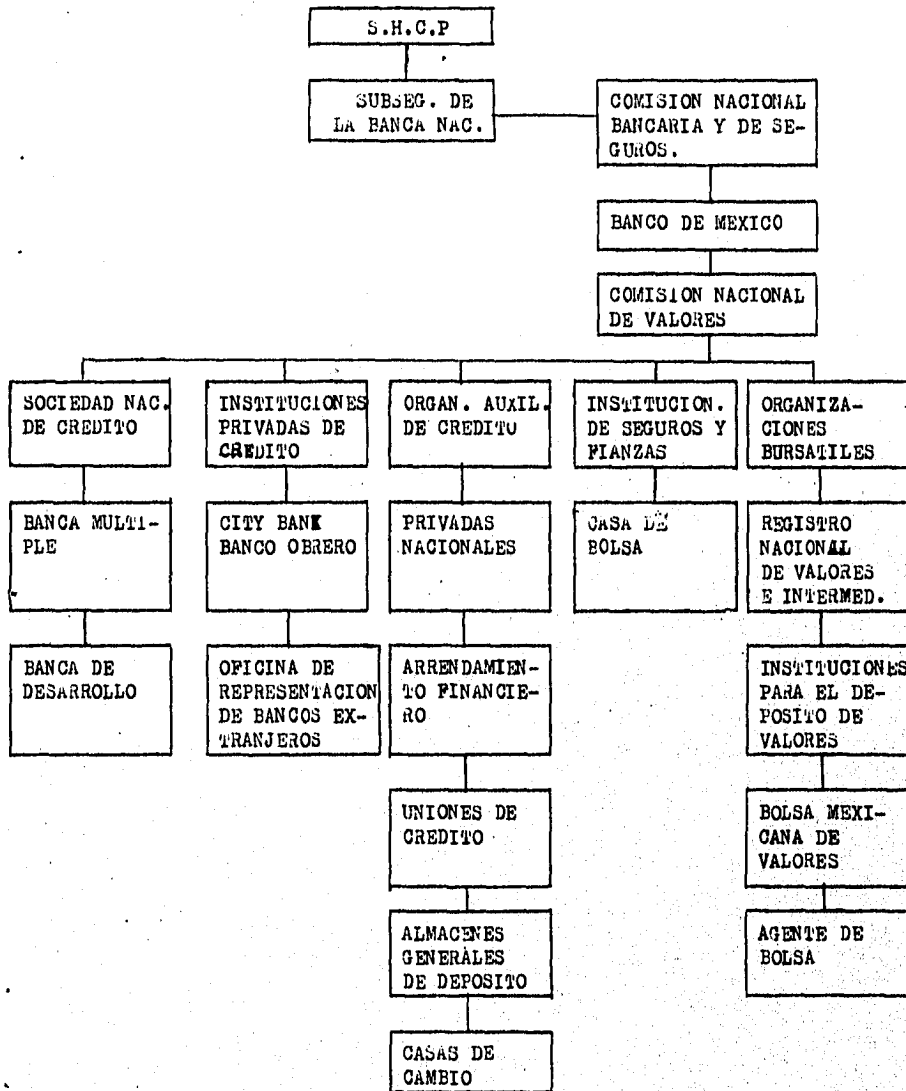 S.H.C.P
SUBSEG. DE
LA BANCA NAC.
COMISION NACIONAL
BANCARIA Y DE SE-
GUROS.
BANCO DE MEXICO
COMISION NACIONAL
DE VALORES
SOCIEDAD NAC.
DE CREDITO
INSTITUCIONES
PRIVADAS DE
CREDITO
ORGAN. AUXIL.
DE CREDITO
INSTITUCION.
DE SEGUROS Y
FIANZAS
ORGANIZA-
CIONES
BURSATILES
BANCA MULTI-
PLE
CITY BANK
BANCO OBRERO
PRIVADAS
NACIONALES
CASA DE
BOLSA
REGISTRO
NACIONAL
DE VALORES
E INTERMED.
BANCA DE
DESARROLLO
OFICINA DE
REPRESENTACION
DE BANCOS EX-
TRANJEROS
ARRENDAMIEN-
TO FINANCIE-
RO
INSTITUCIONES
PARA EL DE-
POSITO DE
VALORES
UNIONES DE
CREDITO
BOLSA MEXI-
CANA DE
VALORES
ALMACENES
GENERALES
DE DEPOSITO
AGENTE DE
BOLSA
CASAS DE
CAMBIO